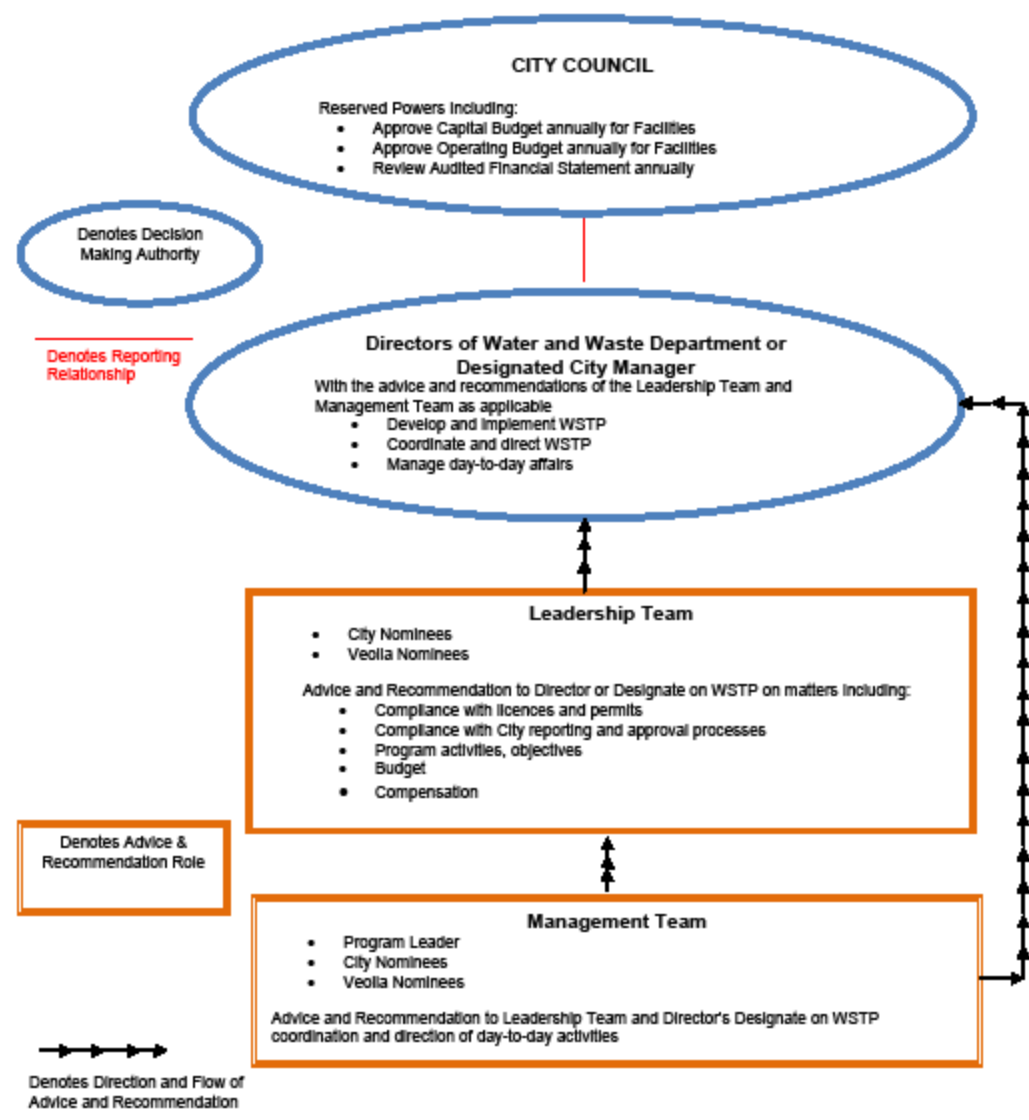 CITY COUNCIL
Reserved Powers Including:
• Approve Capital Budget annually for Facilities
• Approve Operating Budget annually for Facilities
• Review Audited Financial Statement annually
Denotes Decision
Making Authority
Denotes Reporting
Relationship
Directors of Water and Waste Department or
Designated City Manager
With the advice and recommendations of the Leadership Team and
Management Team as applicable
• Develop and Implement WSTP
• Coordinate and direct WSTP
• Manage day-to-day affairs
Leadership Team
• City Nominees
• Veolia Nominees
Advice and Recommendation to Director or Designate on WSTP on matters including:
• Compliance with licences and permits
• Compliance with City reporting and approval processes
• Program activities, objectives
• Budget
• Compensation
Denotes Advice &
Recommendation Role
Management Team
• Program Leader
• City Nominees
• Veolia Nominees
Advice and Recommendation to Leadership Team and Director's Designate on WSTP
coordination and direction of day-to-day activities
Denotes Direction and Flow of
Advice and Recommendation